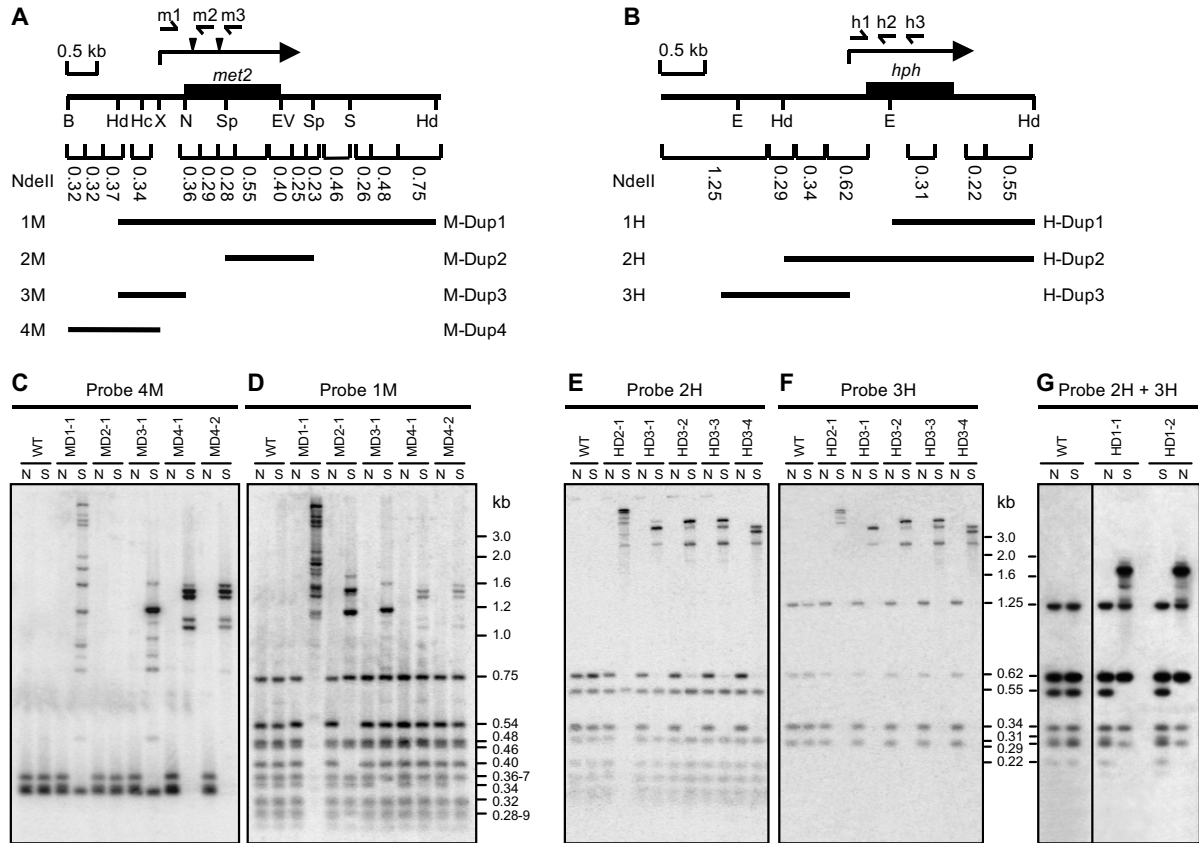 A
m1 m2 m3
0.5 kb
met2
B Hd Hc X N Sp EV Sp S Hd
NdeII
0.32 0.32 0.37 0.34 0.36 0.29 0.28 0.55 0.40 0.25 0.23 0.46 0.26 0.48 0.75
1M M-Dup1
2M M-Dup2
3M M-Dup3
4M M-Dup4
B
h1 h2 h3
0.5 kb
hph
E Hd E Hd
NdeII
1.25 0.29 0.34 0.62 0.31 0.22 0.55
1H H-Dup1
2H H-Dup2
3H H-Dup3
C Probe 4M
WT MD1-1 MD2-1 MD3-1 MD4-1 MD4-2
N S N S N S N S N S N S
D Probe 1M
WT MD1-1 MD2-1 MD3-1 MD4-1 MD4-2
N S N S N S N S N S N S
kb
3.0
2.0
1.6
1.2
1.0
0.75
0.54
0.48
0.46
0.40
0.36-7
0.34
0.32
0.28-9
E Probe 2H
WT HD2-1 HD3-1 HD3-2 HD3-3 HD3-4
N S N S N S N S N S N S
F Probe 3H
WT HD2-1 HD3-1 HD3-2 HD3-3 HD3-4
N S N S N S N S N S N S
kb
3.0
2.0
1.6
1.25
0.62
0.55
0.34
0.31
0.29
0.22
G Probe 2H + 3H
WT HD1-1 HD1-2
N S N S S N